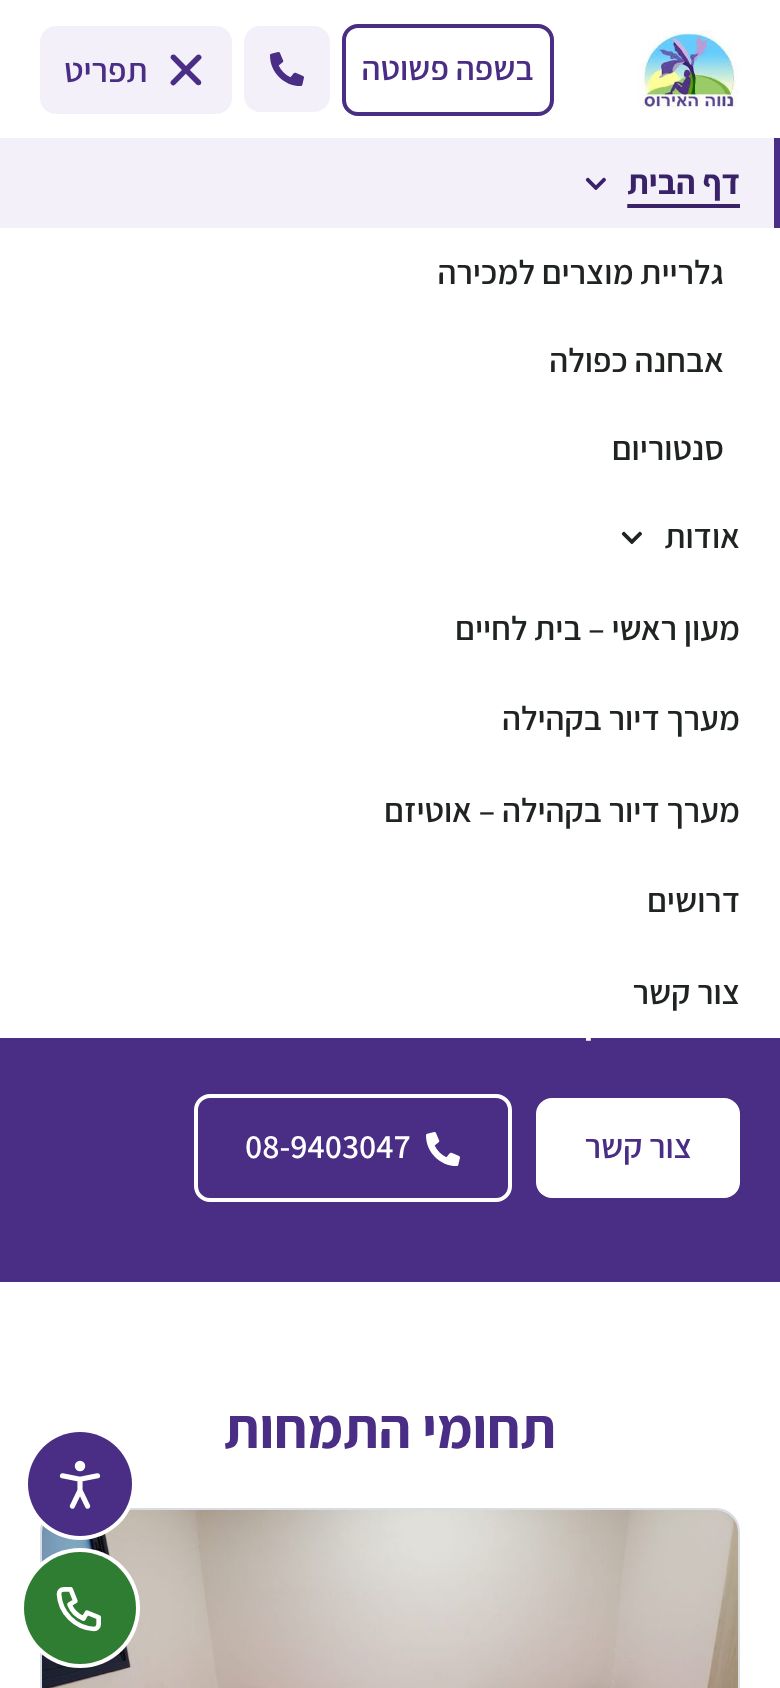 נווה האירוס
בשפה פשוטה
תפריט
דף הבית
גלריית מוצרים למכירה
אבחנה כפולה
סנטוריום
אודות
מעון ראשי – בית לחיים
מערך דיור בקהילה
מערך דיור בקהילה – אוטיזם
דרושים
צור קשר
צור קשר
08-9403047
תחומי התמחות